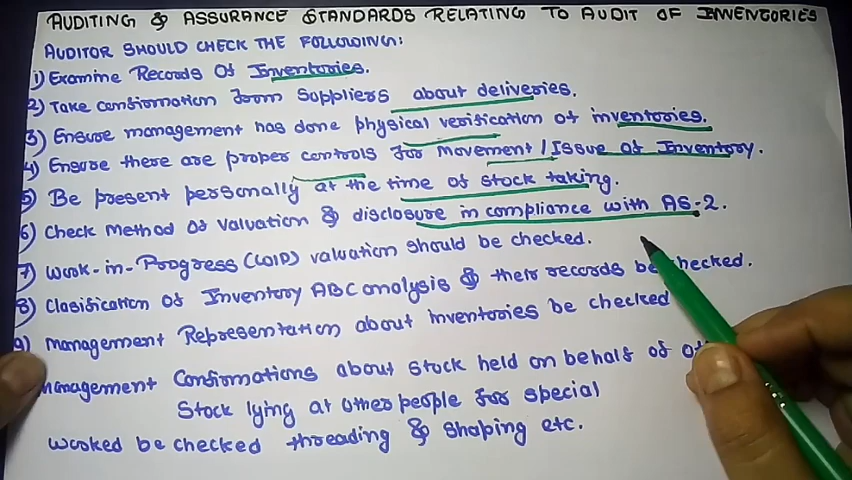 AUDITING & ASSURANCE STANDARDS RELATING TO AUDIT OF INVENTORIES
AUDITOR SHOULD CHECK THE FOLLOWING:
1) Examine Records Of Inventories.
2) Take confirmation from Suppliers about deliveries.
3) Ensure management has done physical verification of inventories.
4) Ensure there are proper controls for movement / Issue of Inventory.
5) Be present personally at the time of stock taking.
6) Check Method of Valuation & disclosure in compliance with AS-2.
7) Work-in-Progress (WIP) valuation should be checked.
8) Clasification of Inventory ABC analysis & their records be checked.
9) Management Representation about inventories be checked
Management Confirmations about stock held on behalf of
Stock lying at other people for special
worked be checked threading & shaping etc.